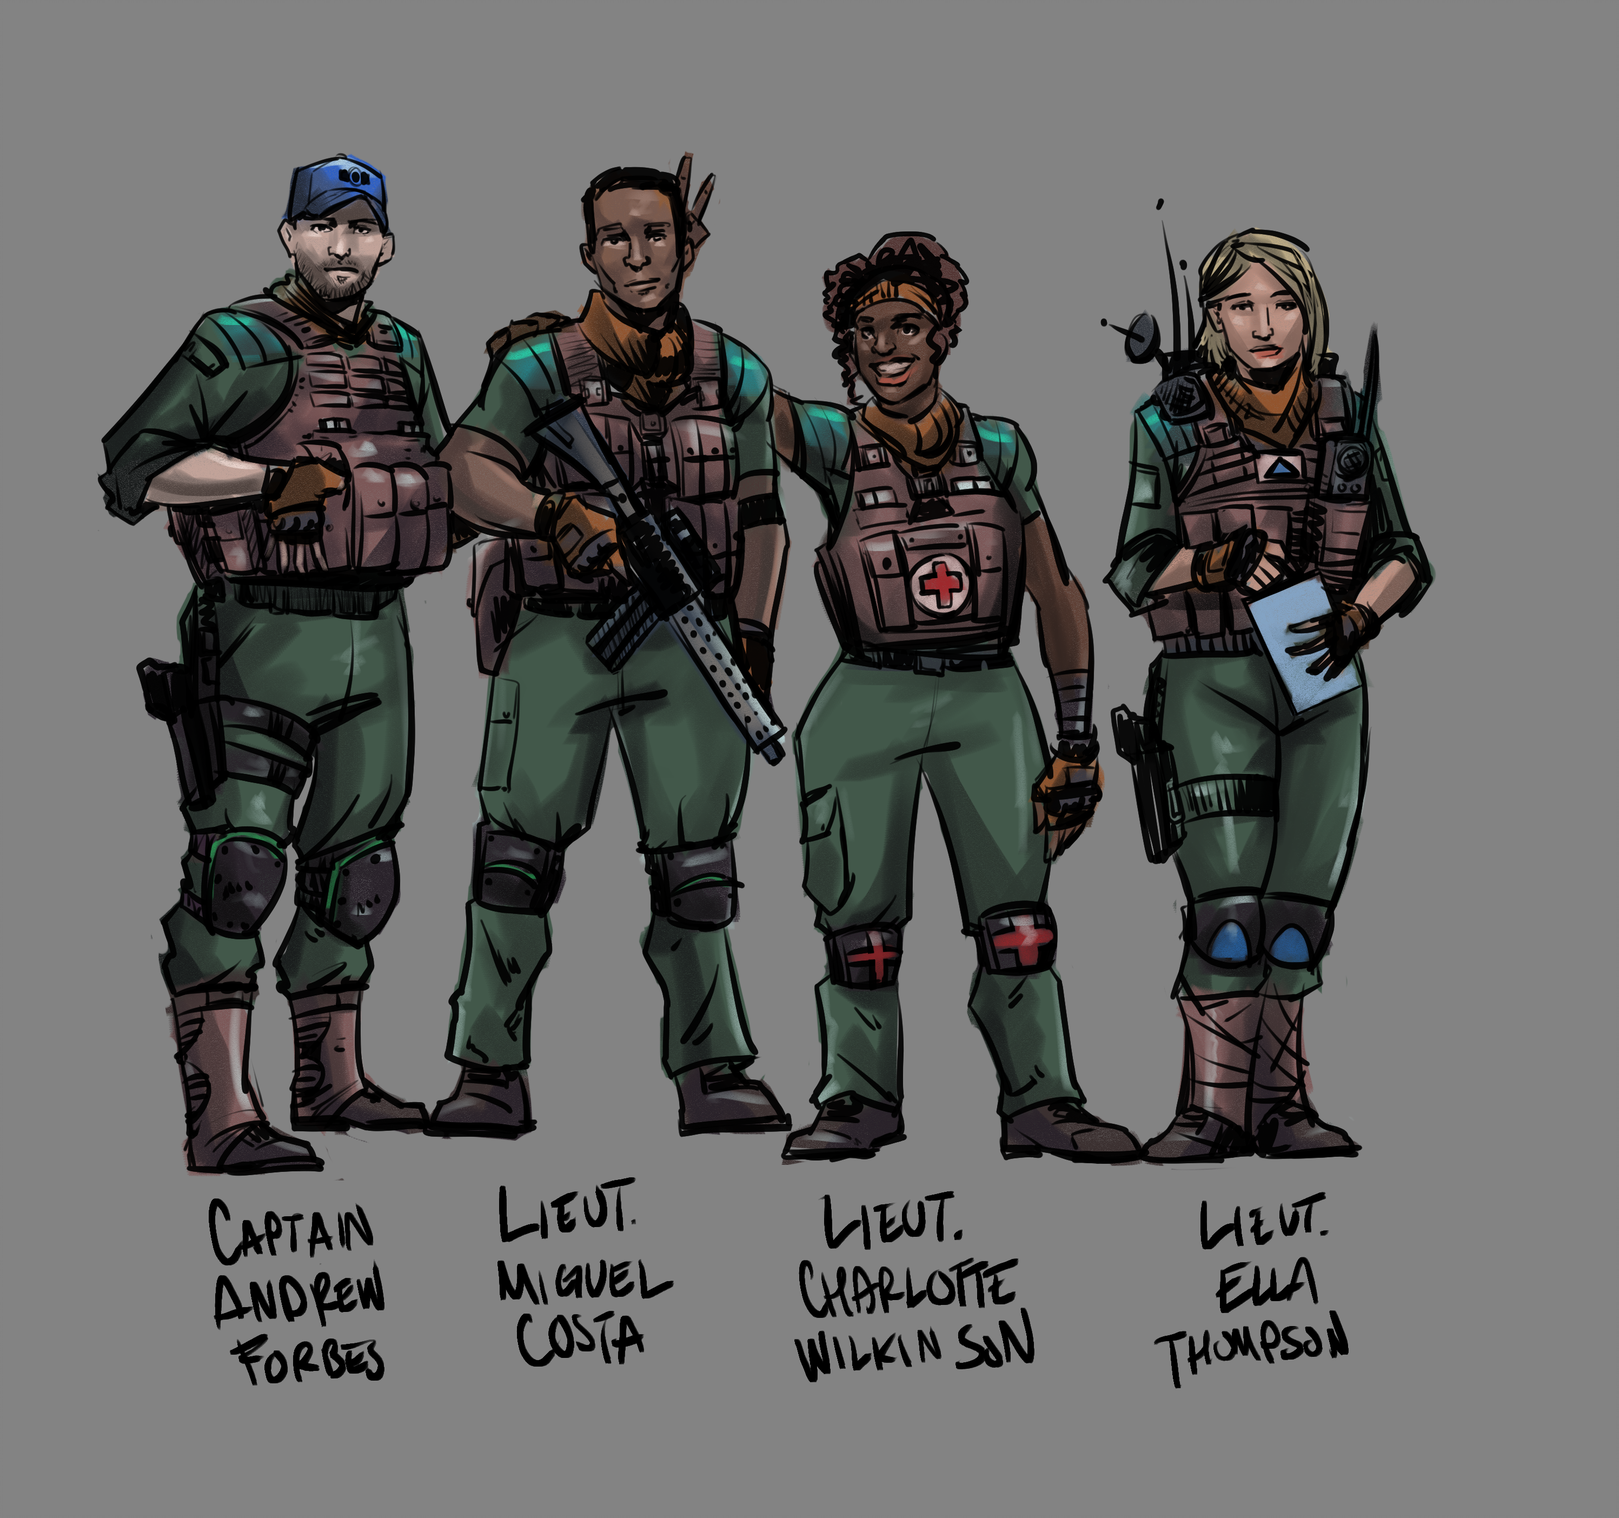 CAPTAIN
ANDREW
FORBES
LIEUT.
MIGUEL
COSTA
LIEUT.
CHARLOTTE
WILKINSON
LIEUT.
ELLA
THOMPSON